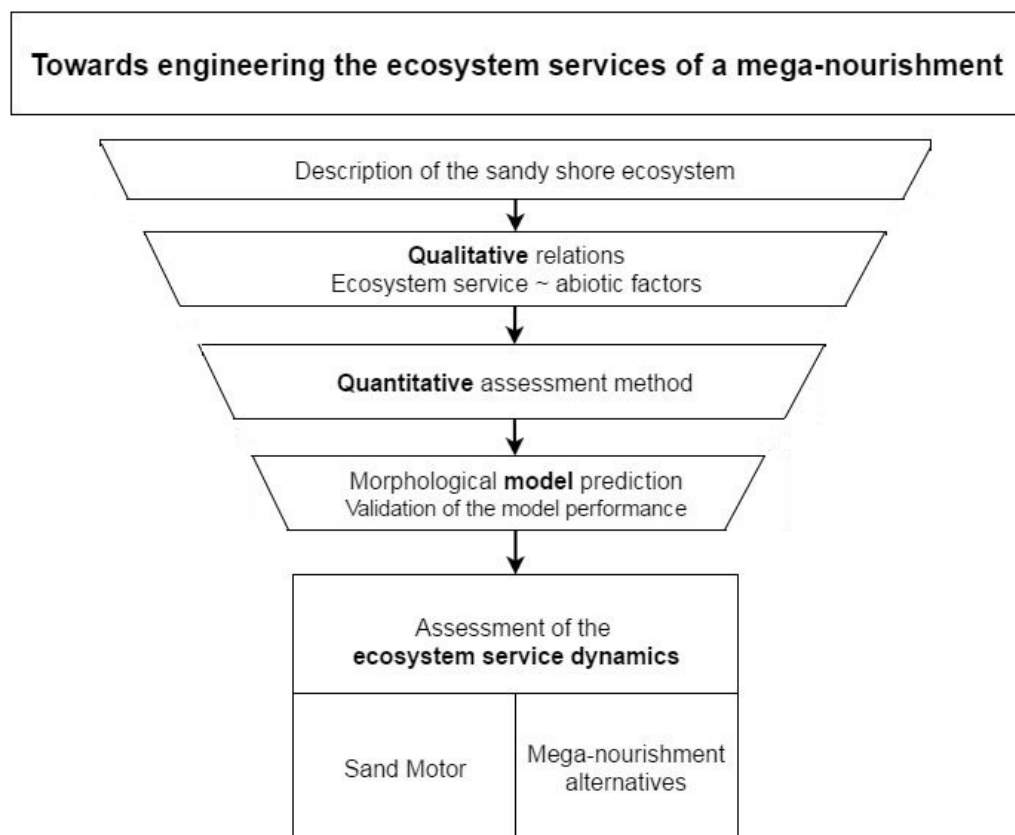 Towards engineering the ecosystem services of a mega-nourishment
Description of the sandy shore ecosystem
Qualitative relations
Ecosystem service ~ abiotic factors
Quantitative assessment method
Morphological model prediction
Validation of the model performance
Assessment of the
ecosystem service dynamics
Sand Motor
Mega-nourishment
alternatives